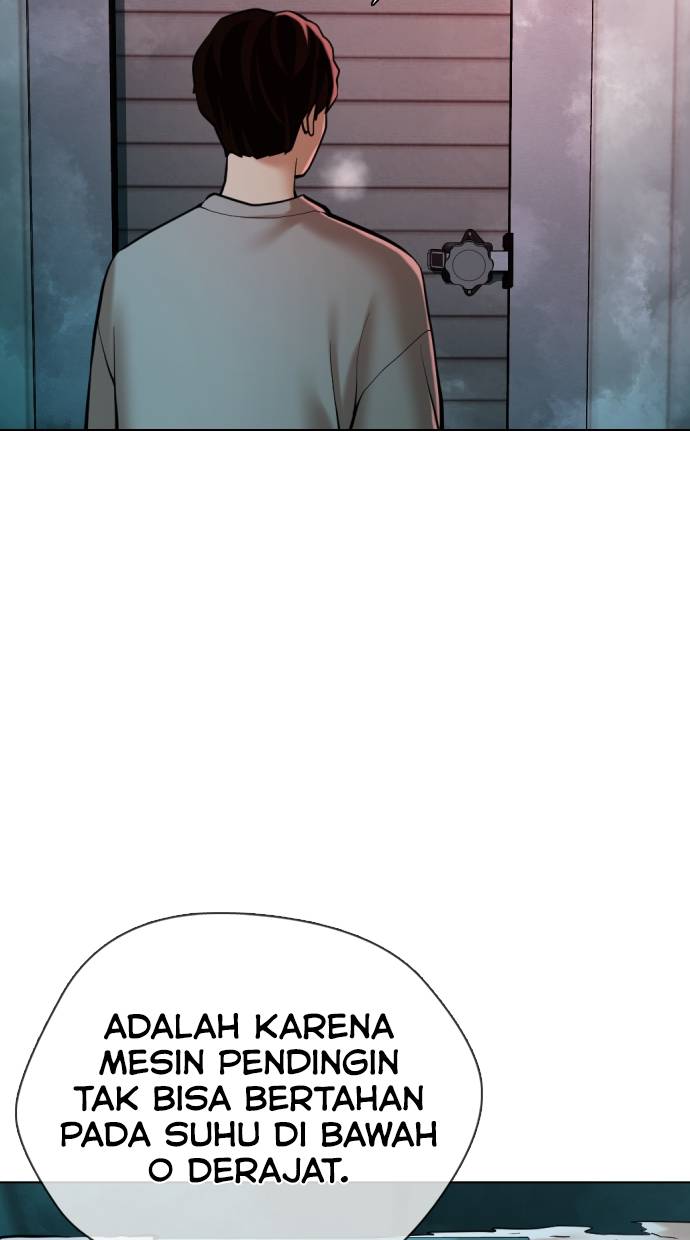 ADALAH KARENA
MESIN PENDINGIN
TAK BISA BERTAHAN
PADA SUHU DI BAWAH
0 DERAJAT.